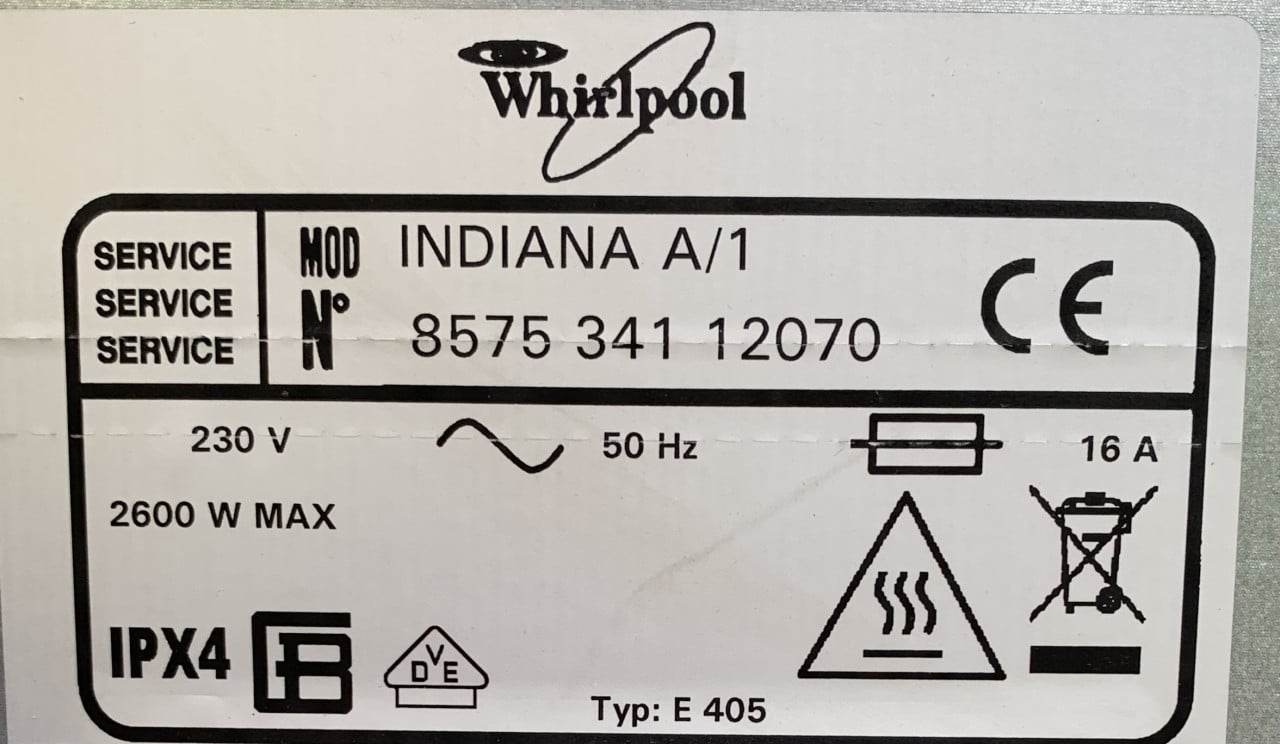 Whirlpool
SERVICE
SERVICE
SERVICE
MOD INDIANA A/1
N° 8575 341 12070
CE
230 V 50 Hz 16 A
2600 W MAX
IPX4
DVE
Typ: E 405